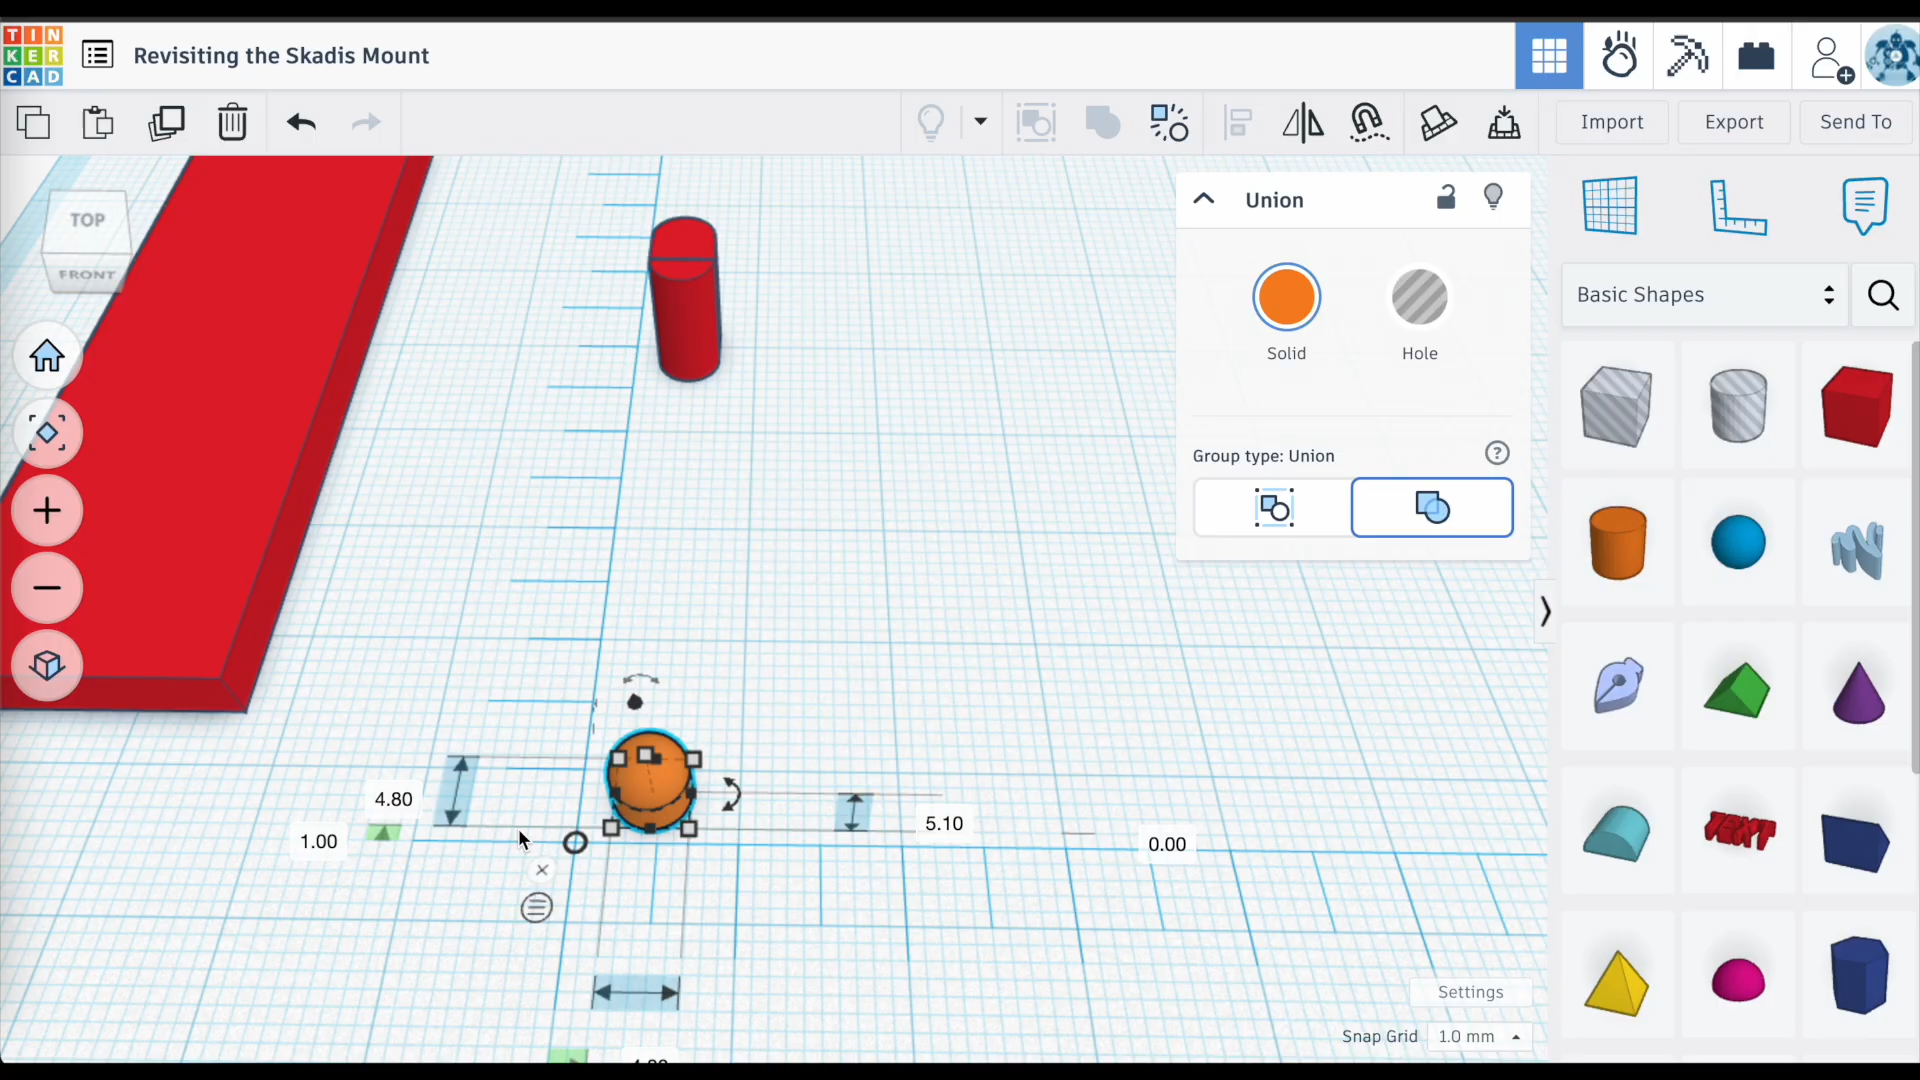 TIN
KER
CAD
Revisiting the Skadis Mount
Import
Export
Send To
TOP
FRONT
Union
Solid
Hole
Group type: Union
?
Basic Shapes
TEXT
4.80
1.00
5.10
0.00
Settings
Snap Grid
1.0 mm